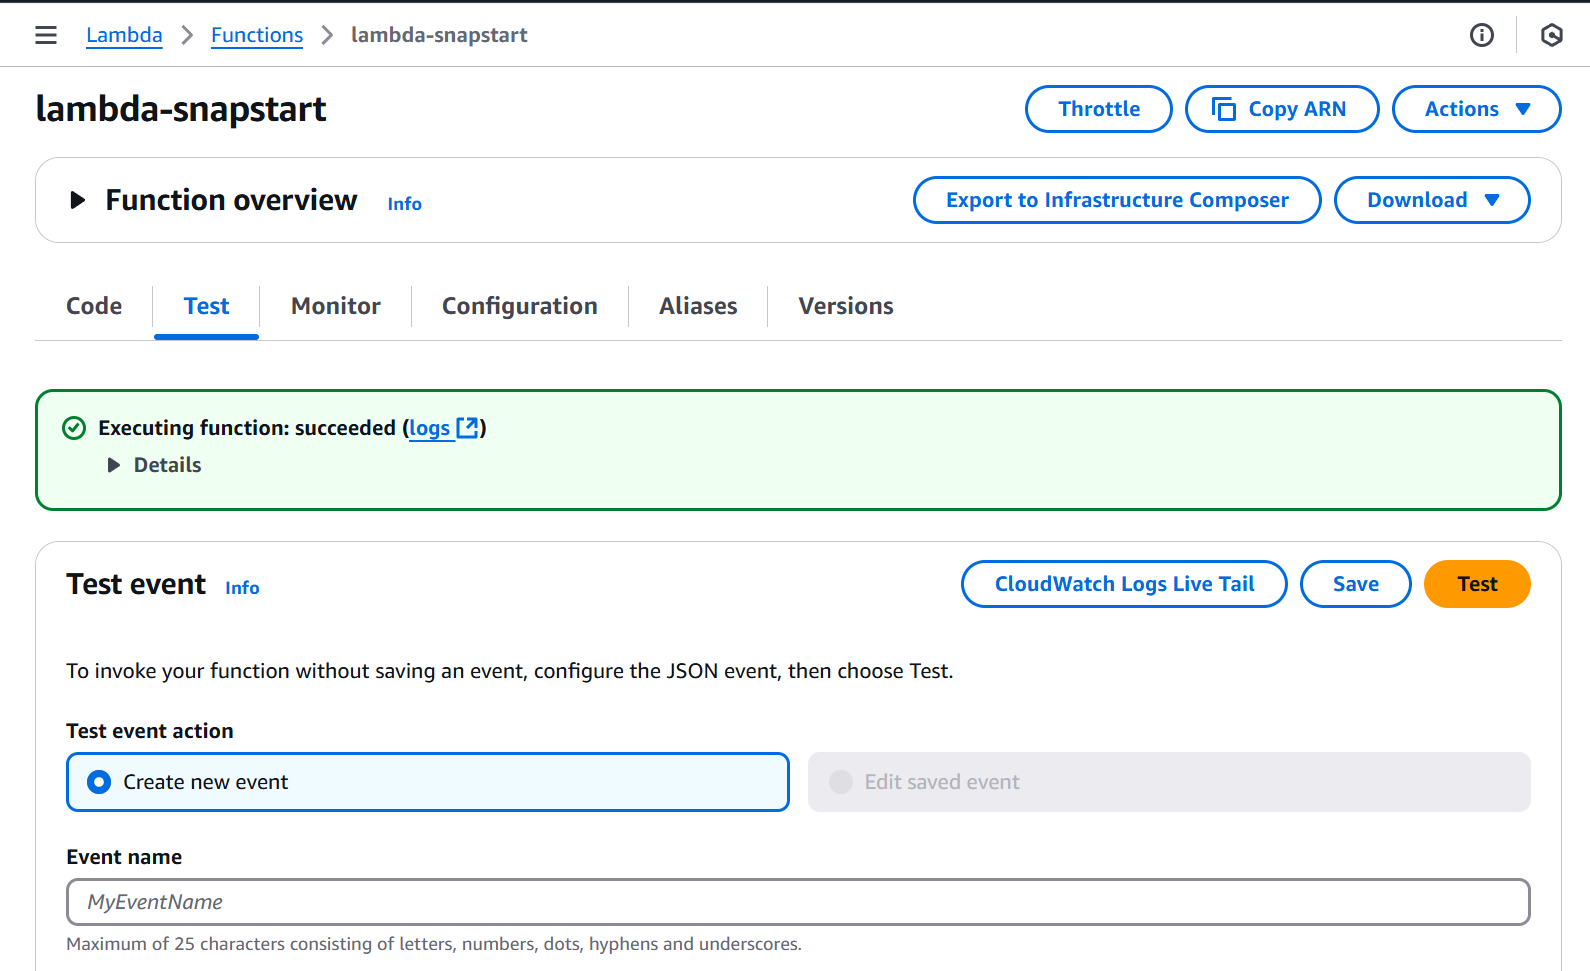 Lambda > Functions > lambda-snapstart
lambda-snapstart
Throttle Copy ARN Actions
Function overview Info Export to Infrastructure Composer Download
Code Test Monitor Configuration Aliases Versions
Executing function: succeeded (logs)
Details
Test event Info CloudWatch Logs Live Tail Save Test
To invoke your function without saving an event, configure the JSON event, then choose Test.
Test event action
Create new event Edit saved event
Event name
MyEventName
Maximum of 25 characters consisting of letters, numbers, dots, hyphens and underscores.